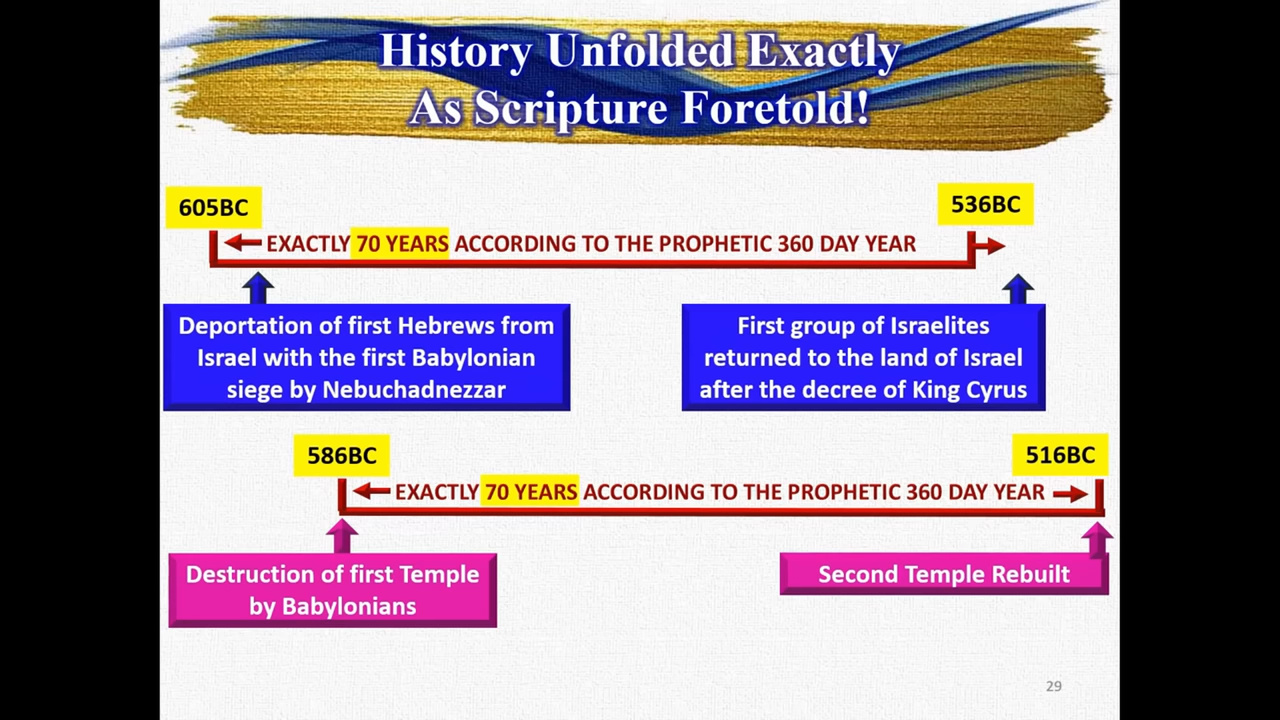 History Unfolded Exactly
As Scripture Foretold!
605BC
536BC
EXACTLY 70 YEARS ACCORDING TO THE PROPHETIC 360 DAY YEAR
Deportation of first Hebrews from
Israel with the first Babylonian
siege by Nebuchadnezzar
First group of Israelites
returned to the land of Israel
after the decree of King Cyrus
586BC
516BC
EXACTLY 70 YEARS ACCORDING TO THE PROPHETIC 360 DAY YEAR
Destruction of first Temple
by Babylonians
Second Temple Rebuilt
29